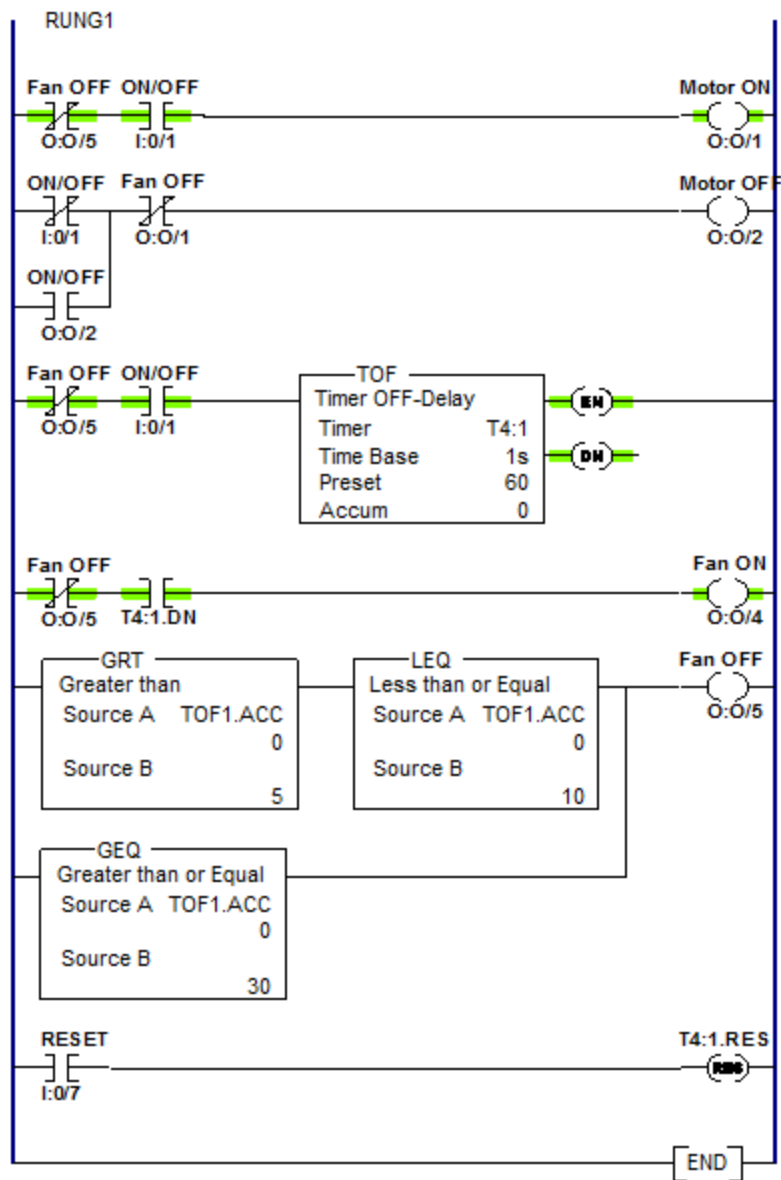 RUNG1
Fan OFF ON/OFF Motor ON
O:O/5 I:0/1 O:O/1
ON/OFF Fan OFF Motor OFF
I:0/1 O:O/1 O:O/2
ON/OFF
O:O/2
Fan OFF ON/OFF
O:O/5 I:0/1
TOF
Timer OFF-Delay
Timer T4:1
Time Base 1s
Preset 60
Accum 0
EN
DN
Fan OFF Fan ON
O:O/5 T4:1.DN O:O/4
GRT
Greater than
Source A TOF1.ACC
0
Source B
5
LEQ
Less than or Equal
Source A TOF1.ACC
0
Source B
10
Fan OFF
O:O/5
GEQ
Greater than or Equal
Source A TOF1.ACC
0
Source B
30
RESET T4:1.RES
I:0/7 RES
END